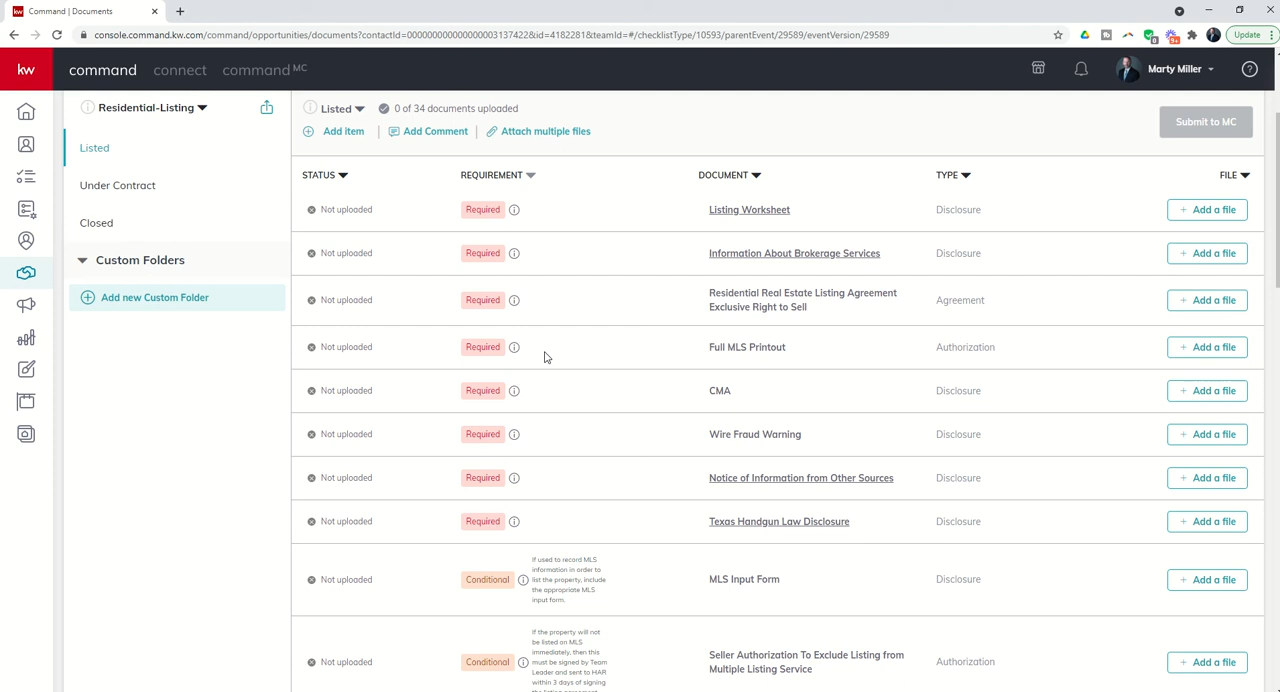 kw Command | Documents
console.command.kw.com/command/opportunities/documents?contactId=00000000000000003137422&id=4182281&teamId=#/checklistType/10593/parentEvent/29589/eventVersion/29589
Update
kw command connect command MC Marty Miller
Residential-Listing
Listed
Under Contract
Closed
Custom Folders
Add new Custom Folder
Listed 0 of 34 documents uploaded
Add item Add Comment Attach multiple files
Submit to MC
STATUS REQUIREMENT DOCUMENT TYPE FILE
Not uploaded Required Listing Worksheet Disclosure + Add a file
Not uploaded Required Information About Brokerage Services Disclosure + Add a file
Not uploaded Required Residential Real Estate Listing Agreement
Exclusive Right to Sell Agreement + Add a file
Not uploaded Required Full MLS Printout Authorization + Add a file
Not uploaded Required CMA Disclosure + Add a file
Not uploaded Required Wire Fraud Warning Disclosure + Add a file
Not uploaded Required Notice of Information from Other Sources Disclosure + Add a file
Not uploaded Required Texas Handgun Law Disclosure Disclosure + Add a file
Not uploaded Conditional
If used to record MLS
information in order to
list the property, include
the appropriate MLS
input form.
MLS Input Form Disclosure + Add a file
Not uploaded Conditional
If the property will not
be listed on MLS
immediately, then this
must be signed by Team
Leader and sent to HAR
within 3 days of signing
Seller Authorization To Exclude Listing from
Multiple Listing Service Authorization + Add a file